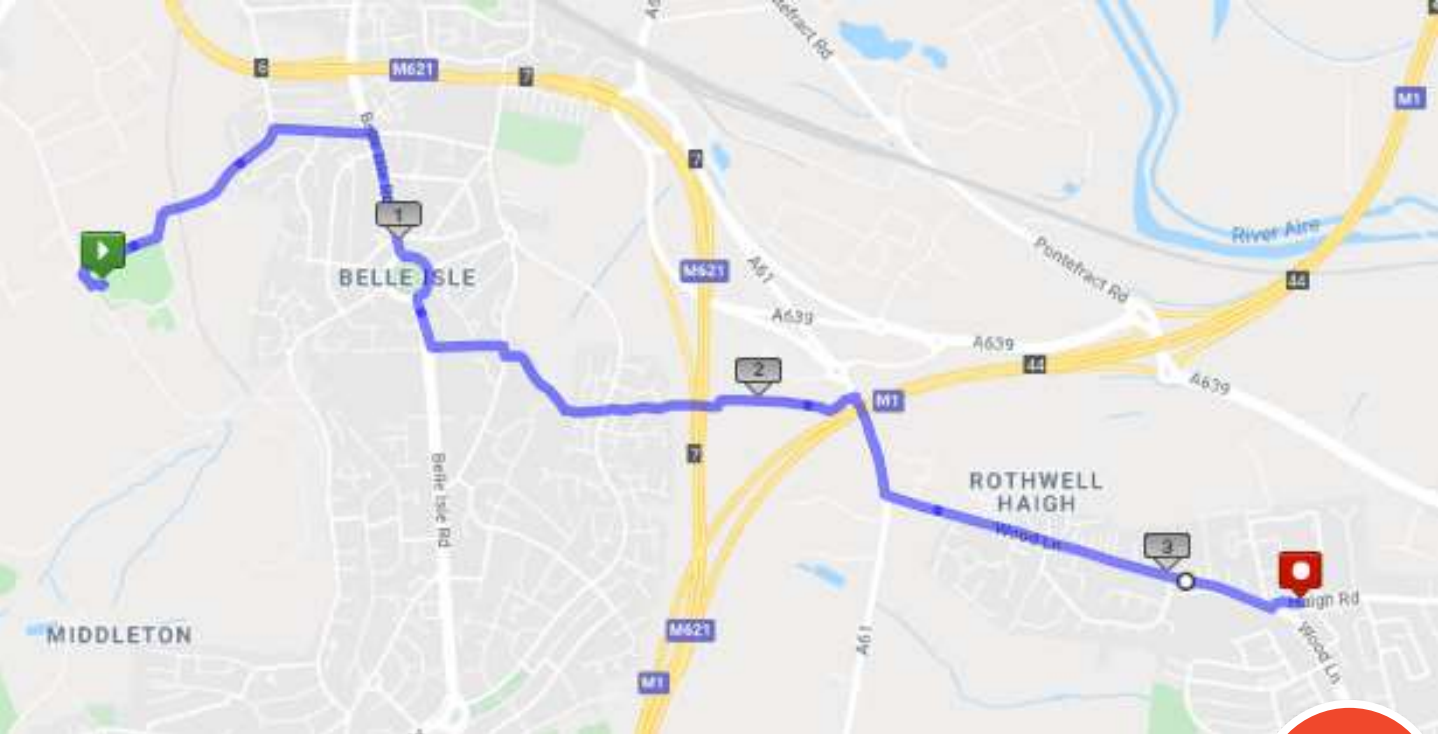 ntefract Rd
6
M621
7
M1
7
1
River Aire
Pontefract Rd
BELLE ISLE
M621
A61
44
A639
A639
44
2
A639
M1
7
Belle Isle Rd
ROTHWELL
HAIGH
Wood Ln
3
Haigh Rd
M621
MIDDLETON
A61
Wood Ln
M1